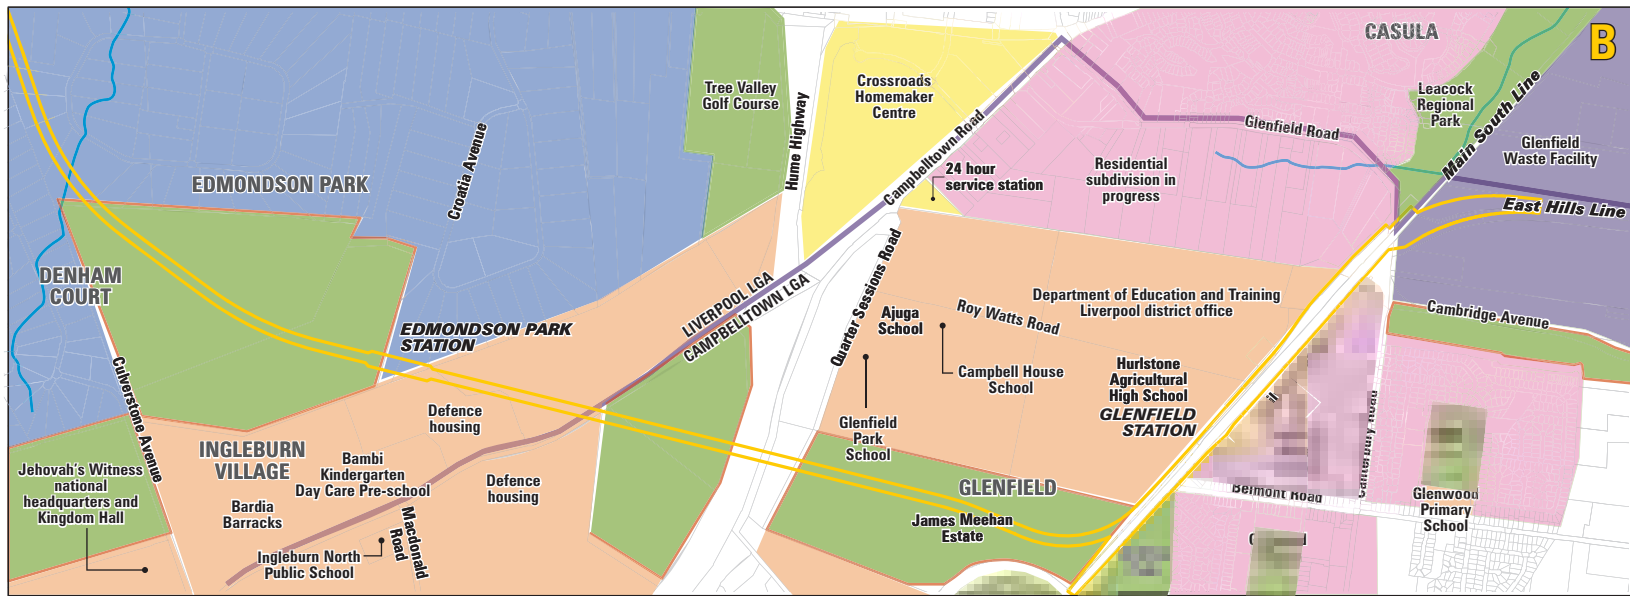 CASULA
B
Tree Valley
Golf Course
Hume Highway
Crossroads
Homemaker
Centre
Campbelltown Road
24 hour
service station
Glenfield Road
Residential
subdivision in
progress
Leacock
Regional
Park
Main South Line
Glenfield
Waste Facility
East Hills Line
EDMONDSON PARK
Croatia Avenue
DENHAM
COURT
EDMONDSON PARK
STATION
LIVERPOOL LGA
CAMPBELLTOWN LGA
Quarter Sessions Road
Ajuga
School
Roy Watts Road
Department of Education and Training
Liverpool district office
Cambridge Avenue
Campbell House
School
Hurlstone
Agricultural
High School
GLENFIELD
STATION
Culverstone Avenue
Defence
housing
Glenfield
Park
School
Canterbury Road
INGLEBURN
VILLAGE
Jehovah's Witness
national
headquarters and
Kingdom Hall
Bambi
Kindergarten
Day Care Pre-school
Defence
housing
GLENFIELD
Belmont Road
Glenwood
Primary
School
Bardia
Barracks
Macdonald
Road
James Meehan
Estate
Ingleburn North
Public School